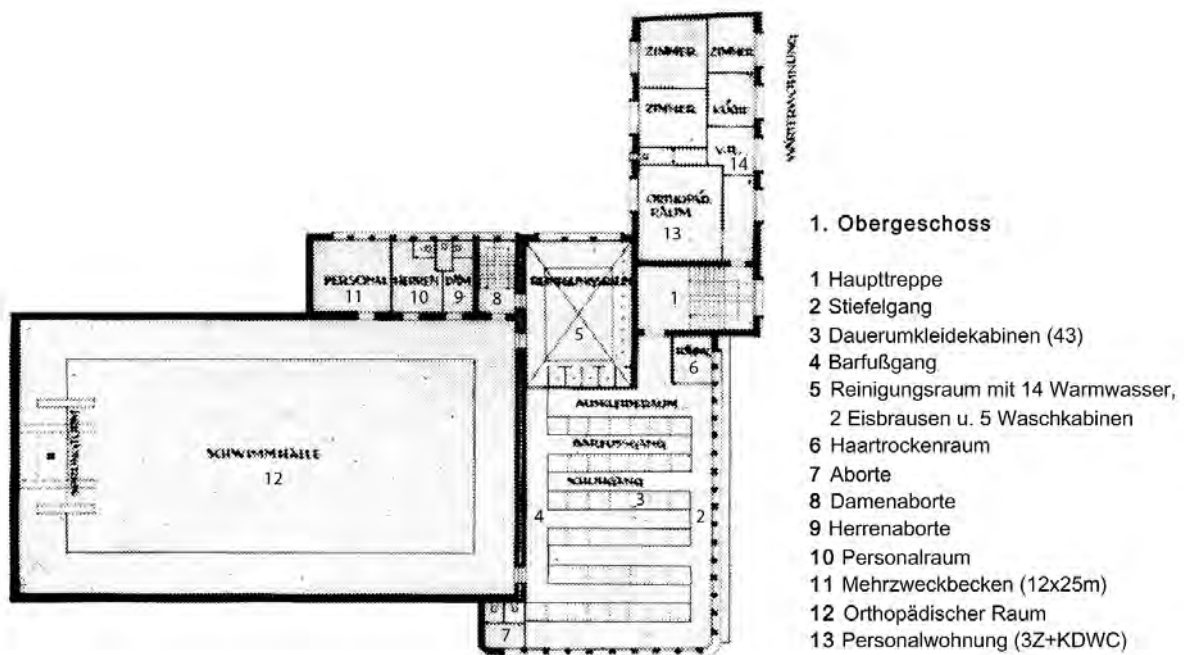 ZIMMER
ZIMMER
ZIMMER
KÜCHE
V.R.
14
WÄRTERWOHNUNG
ORTHOPÄD.
RAUM
13
PERSONAL
11
HERREN
10
DAM
9
8
REINIGUNGSRAUM
5
1
6
AUSKLEIDERAUM
BARFUSSGANG
SCHUHGANG
3
4
2
7
SPRUNGTURM
SCHWIMMHALLE
12
1. Obergeschoss
1 Haupttreppe
2 Stiefelgang
3 Dauerumkleidekabinen (43)
4 Barfußgang
5 Reinigungsraum mit 14 Warmwasser,
2 Eisbrausen u. 5 Waschkabinen
6 Haartrockenraum
7 Aborte
8 Damenaborte
9 Herrenaborte
10 Personalraum
11 Mehrzweckbecken (12x25m)
12 Orthopädischer Raum
13 Personalwohnung (3Z+KDWC)